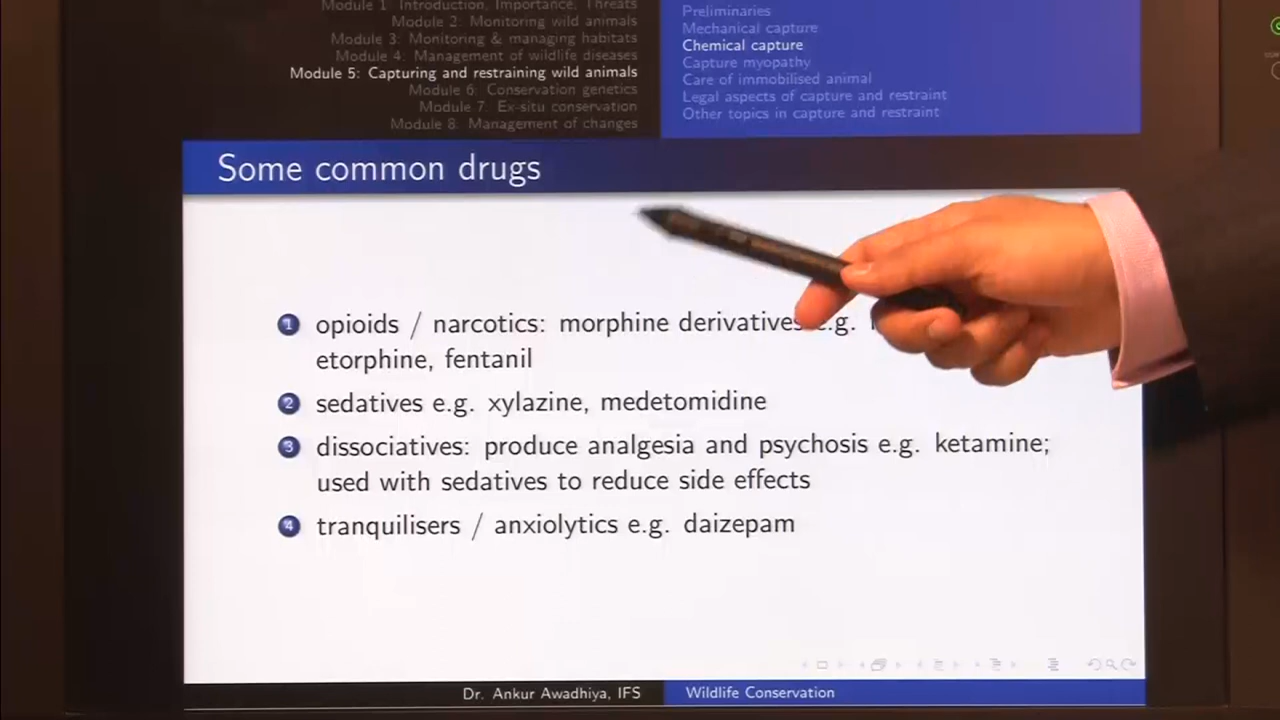 Module 1: Introduction, Importance, Threats
Module 2: Monitoring wild animals
Module 3: Monitoring & managing habitats
Module 4: Management of wildlife diseases
Module 5: Capturing and restraining wild animals
Module 6: Conservation genetics
Module 7: Ex-situ conservation
Module 8: Management of changes
Preliminaries
Mechanical capture
Chemical capture
Capture myopathy
Care of immobilised animal
Legal aspects of capture and restraint
Other topics in capture and restraint
Some common drugs
1 opioids / narcotics: morphine derivatives e.g.
etorphine, fentanil
2 sedatives e.g. xylazine, medetomidine
3 dissociatives: produce analgesia and psychosis e.g. ketamine;
used with sedatives to reduce side effects
4 tranquilisers / anxiolytics e.g. daizepam
Dr. Ankur Awadhiya, IFS
Wildlife Conservation